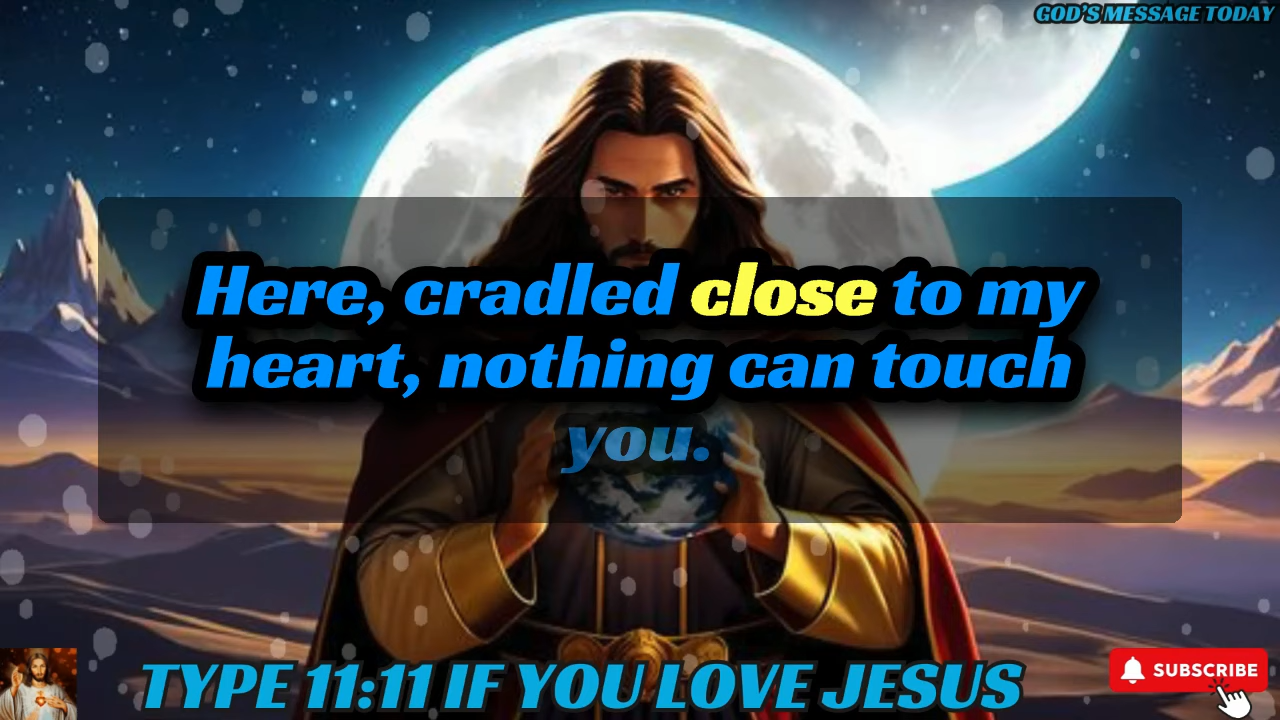 GOD'S MESSAGE TODAY
Here, cradled close to my
heart, nothing can touch
you.
TYPE 11:11 IF YOU LOVE JESUS
SUBSCRIBE